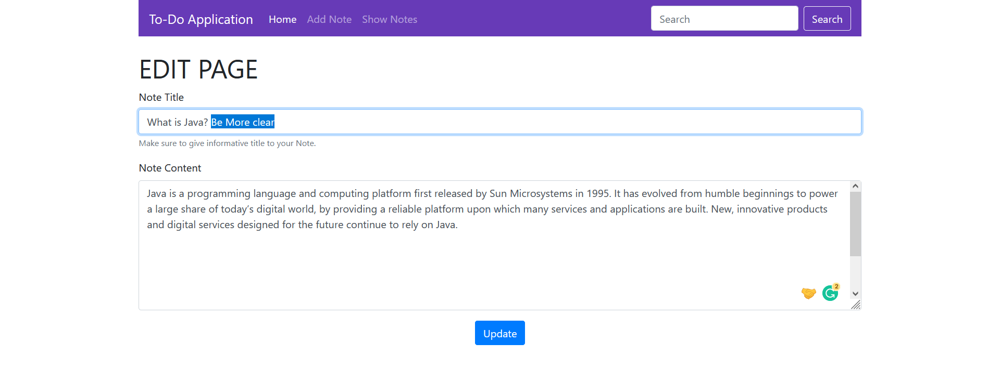 To-Do Application Home Add Note Show Notes Search Search
EDIT PAGE
Note Title
What is Java? Be More clear
Make sure to give informative title to your Note.
Note Content
Java is a programming language and computing platform first released by Sun Microsystems in 1995. It has evolved from humble beginnings to power
a large share of today’s digital world, by providing a reliable platform upon which many services and applications are built. New, innovative products
and digital services designed for the future continue to rely on Java.
2
Update